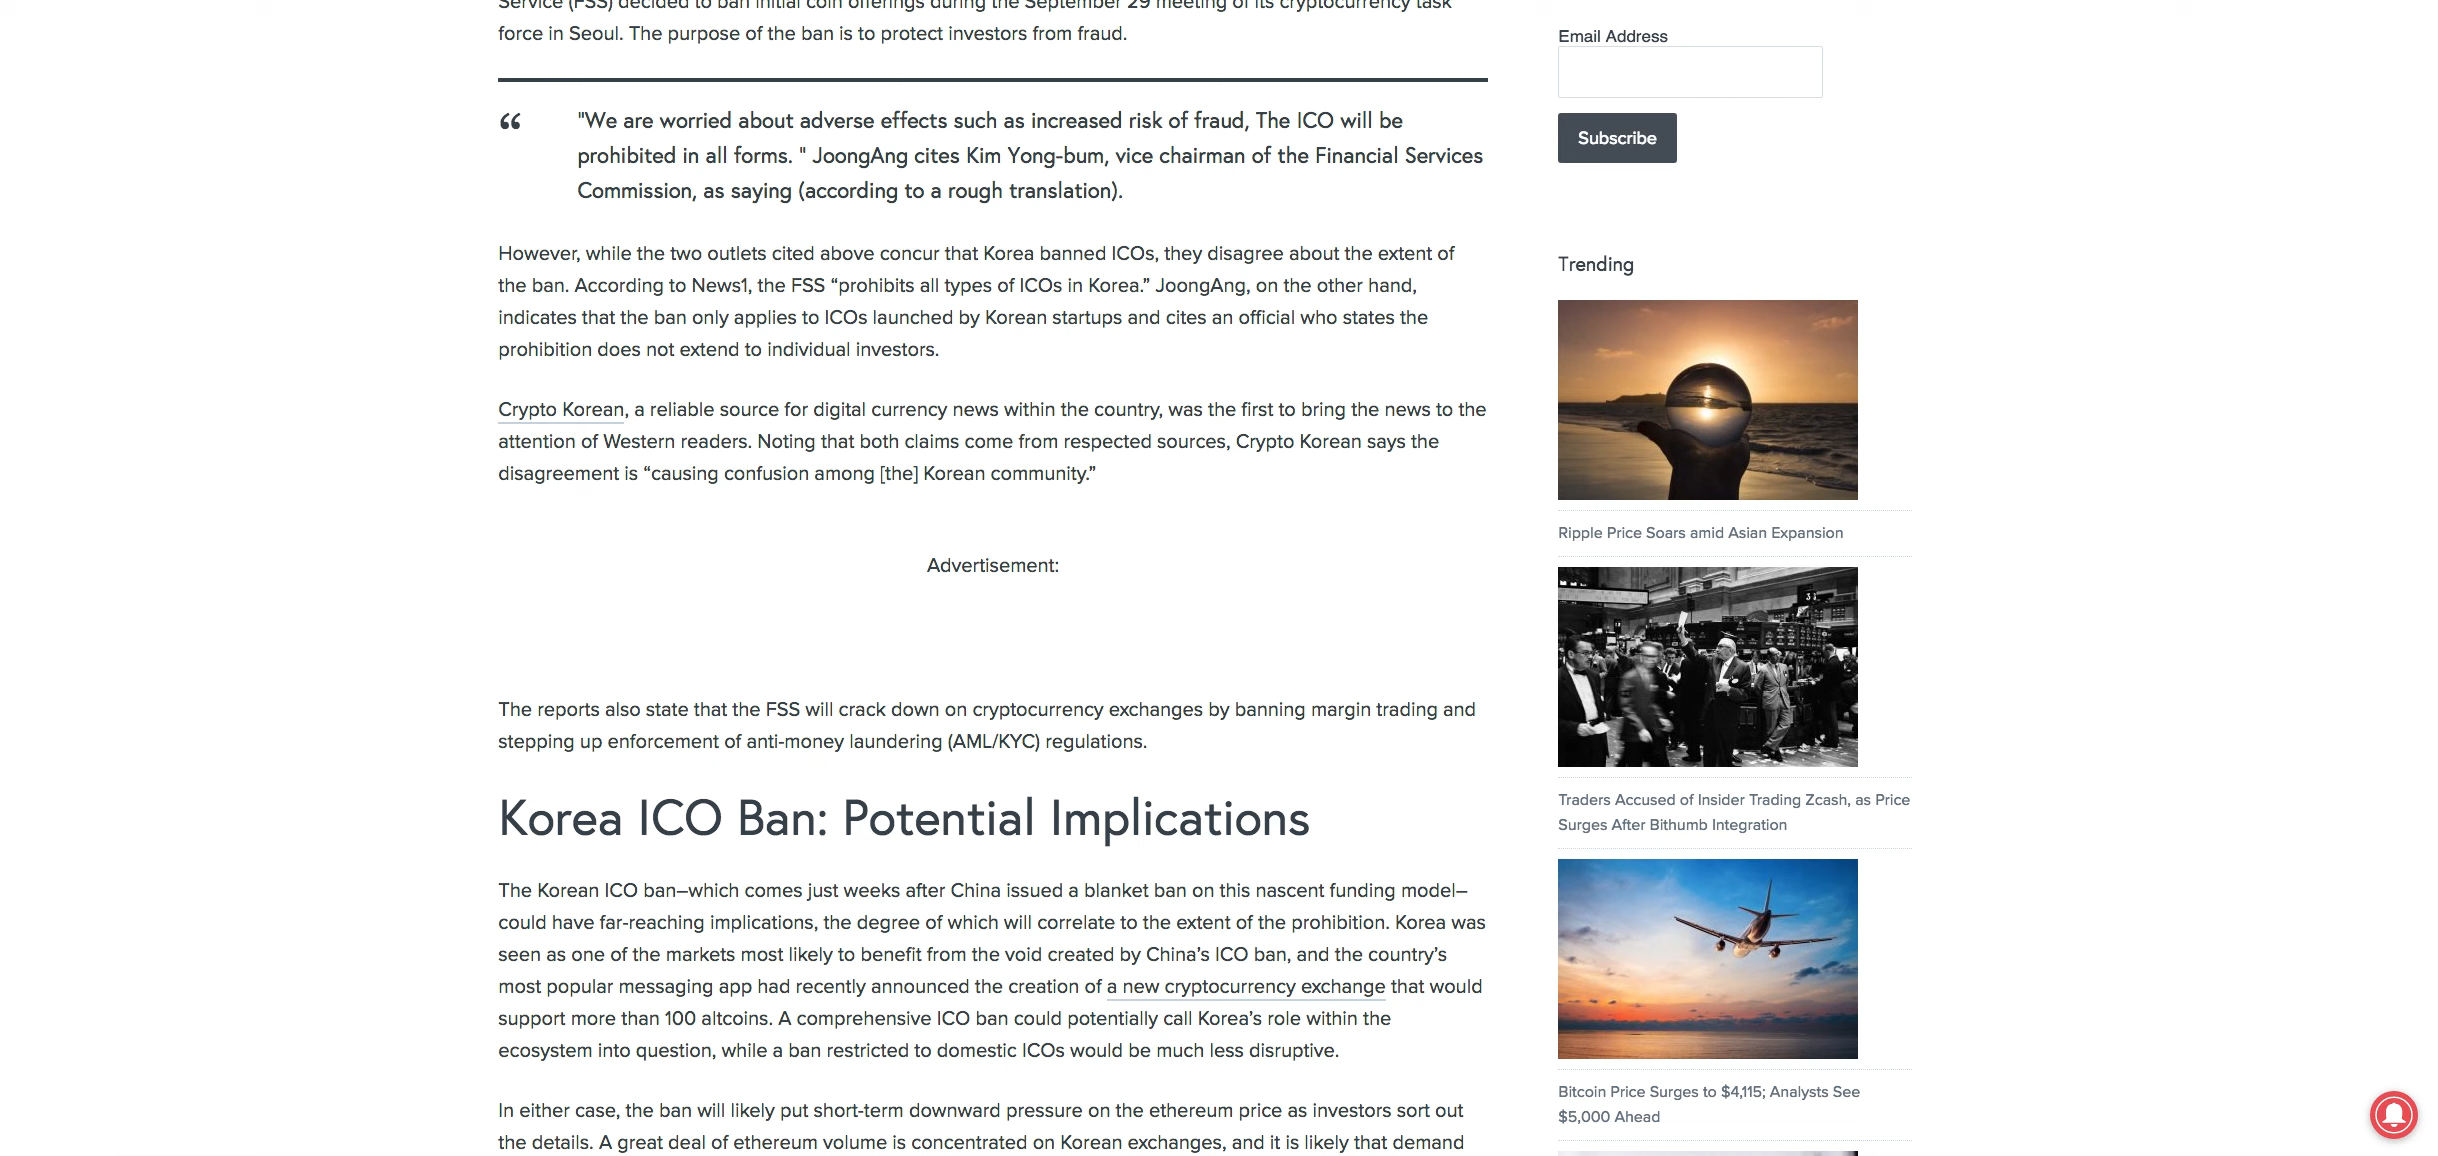 Service (FSS) decided to ban initial coin offerings during the September 29 meeting of its cryptocurrency task
force in Seoul. The purpose of the ban is to protect investors from fraud.
“
"We are worried about adverse effects such as increased risk of fraud, The ICO will be
prohibited in all forms. " JoongAng cites Kim Yong-bum, vice chairman of the Financial Services
Commission, as saying (according to a rough translation).
However, while the two outlets cited above concur that Korea banned ICOs, they disagree about the extent of
the ban. According to News1, the FSS “prohibits all types of ICOs in Korea.” JoongAng, on the other hand,
indicates that the ban only applies to ICOs launched by Korean startups and cites an official who states the
prohibition does not extend to individual investors.
Crypto Korean, a reliable source for digital currency news within the country, was the first to bring the news to the
attention of Western readers. Noting that both claims come from respected sources, Crypto Korean says the
disagreement is “causing confusion among [the] Korean community.”
Advertisement:
The reports also state that the FSS will crack down on cryptocurrency exchanges by banning margin trading and
stepping up enforcement of anti-money laundering (AML/KYC) regulations.
Korea ICO Ban: Potential Implications
The Korean ICO ban–which comes just weeks after China issued a blanket ban on this nascent funding model–
could have far-reaching implications, the degree of which will correlate to the extent of the prohibition. Korea was
seen as one of the markets most likely to benefit from the void created by China’s ICO ban, and the country’s
most popular messaging app had recently announced the creation of a new cryptocurrency exchange that would
support more than 100 altcoins. A comprehensive ICO ban could potentially call Korea’s role within the
ecosystem into question, while a ban restricted to domestic ICOs would be much less disruptive.
In either case, the ban will likely put short-term downward pressure on the ethereum price as investors sort out
the details. A great deal of ethereum volume is concentrated on Korean exchanges, and it is likely that demand
Email Address
Subscribe
Trending
Ripple Price Soars amid Asian Expansion
Traders Accused of Insider Trading Zcash, as Price
Surges After Bithumb Integration
Bitcoin Price Surges to $4,115; Analysts See
$5,000 Ahead